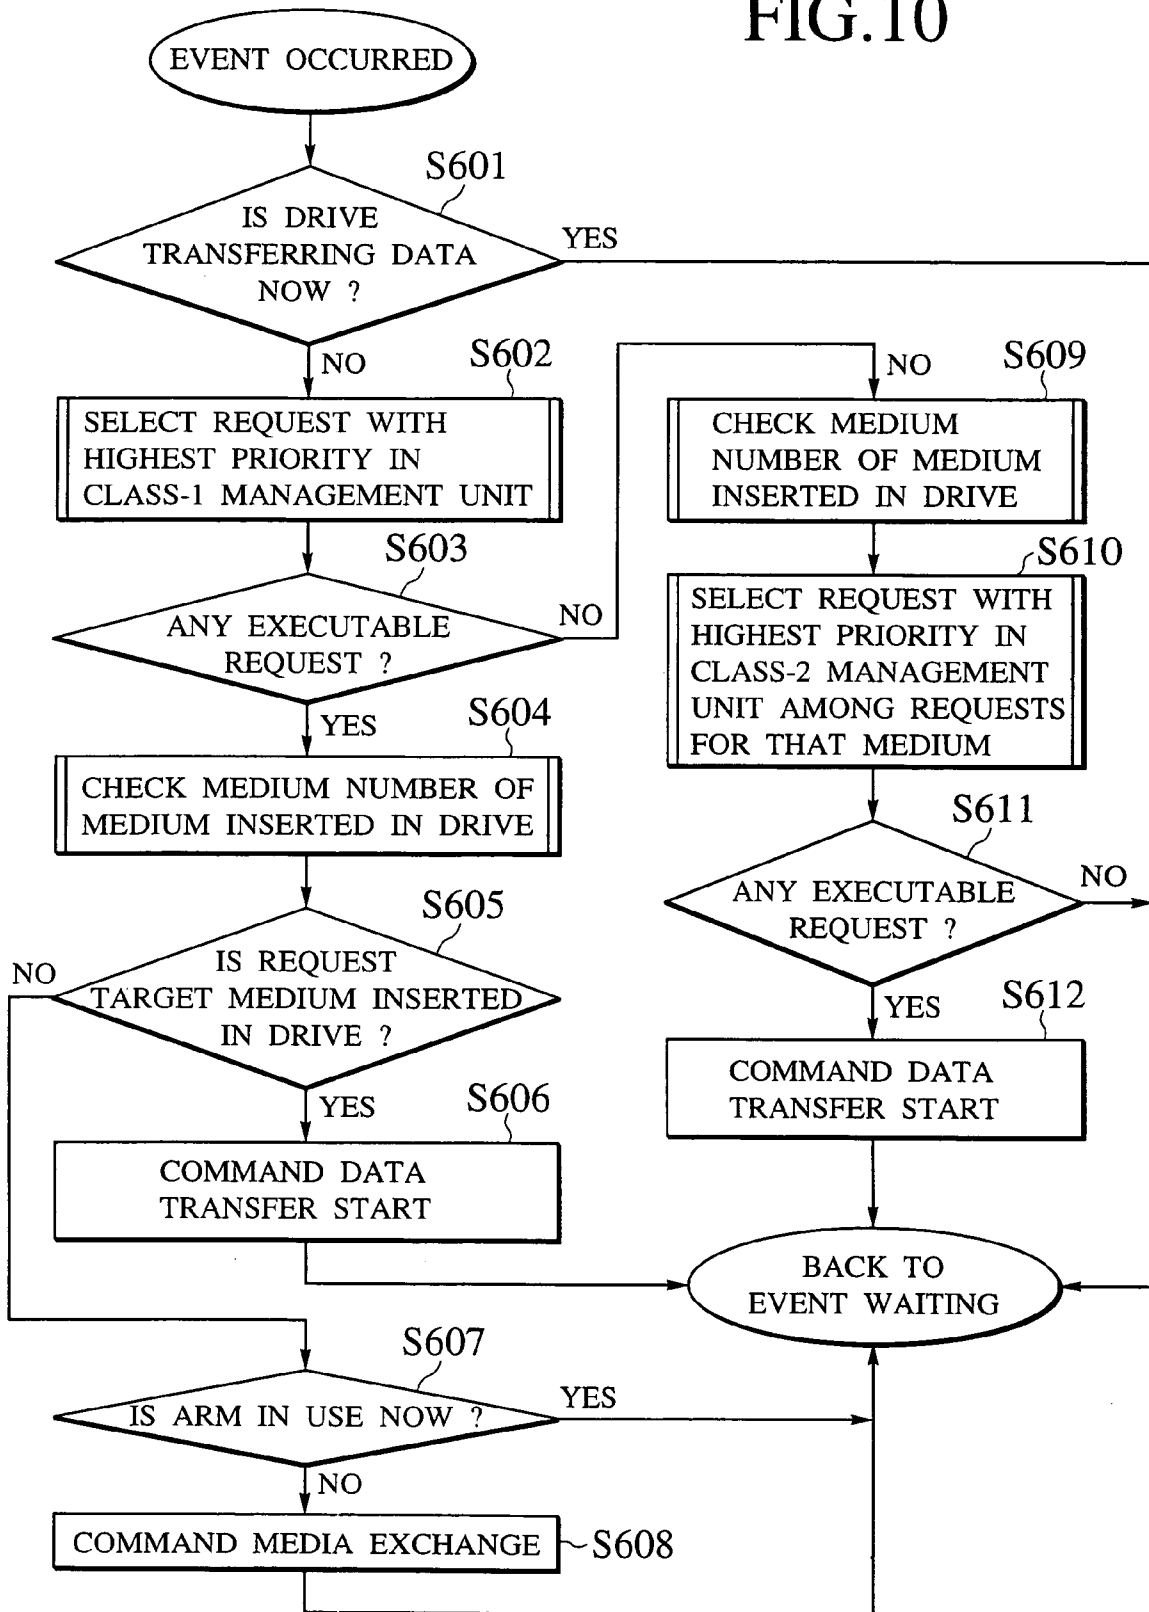 FIG.10
EVENT OCCURRED
S601
IS DRIVE
TRANSFERRING DATA
NOW ?
YES
NO
S602
SELECT REQUEST WITH
HIGHEST PRIORITY IN
CLASS-1 MANAGEMENT UNIT
S603
ANY EXECUTABLE
REQUEST ?
NO
YES
S604
CHECK MEDIUM NUMBER OF
MEDIUM INSERTED IN DRIVE
S605
IS REQUEST
TARGET MEDIUM INSERTED
IN DRIVE ?
NO
YES
S606
COMMAND DATA
TRANSFER START
S607
IS ARM IN USE NOW ?
YES
NO
COMMAND MEDIA EXCHANGE
S608
NO
S609
CHECK MEDIUM
NUMBER OF MEDIUM
INSERTED IN DRIVE
S610
SELECT REQUEST WITH
HIGHEST PRIORITY IN
CLASS-2 MANAGEMENT
UNIT AMONG REQUESTS
FOR THAT MEDIUM
S611
ANY EXECUTABLE
REQUEST ?
NO
YES
S612
COMMAND DATA
TRANSFER START
BACK TO
EVENT WAITING